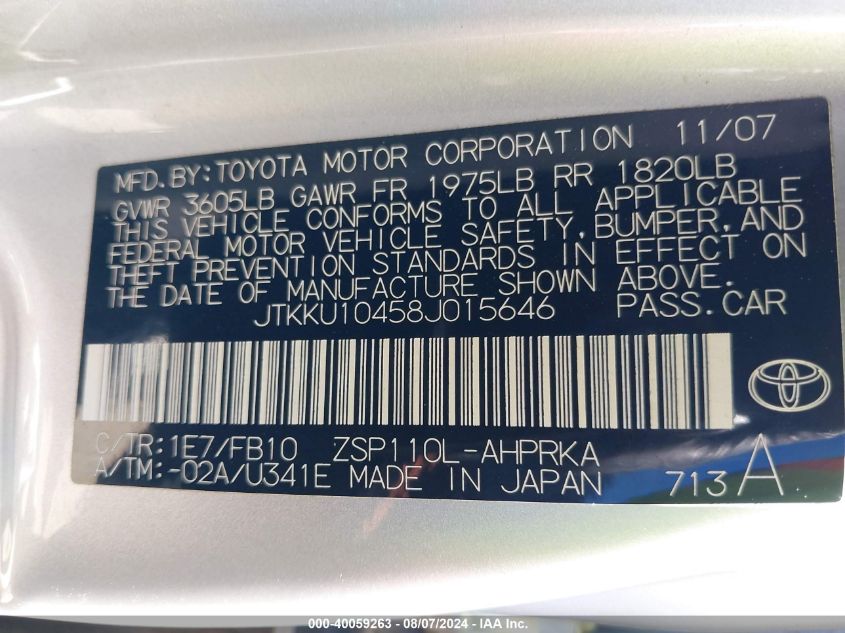 MFD. BY: TOYOTA MOTOR CORPORATION 11/07
GVWR 3605LB GAWR FR 1975LB RR 1820LB
THIS VEHICLE CONFORMS TO ALL APPLICABLE
FEDERAL MOTOR VEHICLE SAFETY, BUMPER, AND
THEFT PREVENTION STANDARDS IN EFFECT ON
THE DATE OF MANUFACTURE SHOWN ABOVE.
JTKKU10458J015646 PASS. CAR
C/TR: 1E7/FB10 ZSP110L-AHPRKA
A/TM: -02A/U341E MADE IN JAPAN 713 A
000-40059263 - 08/07/2024 - IAA Inc.